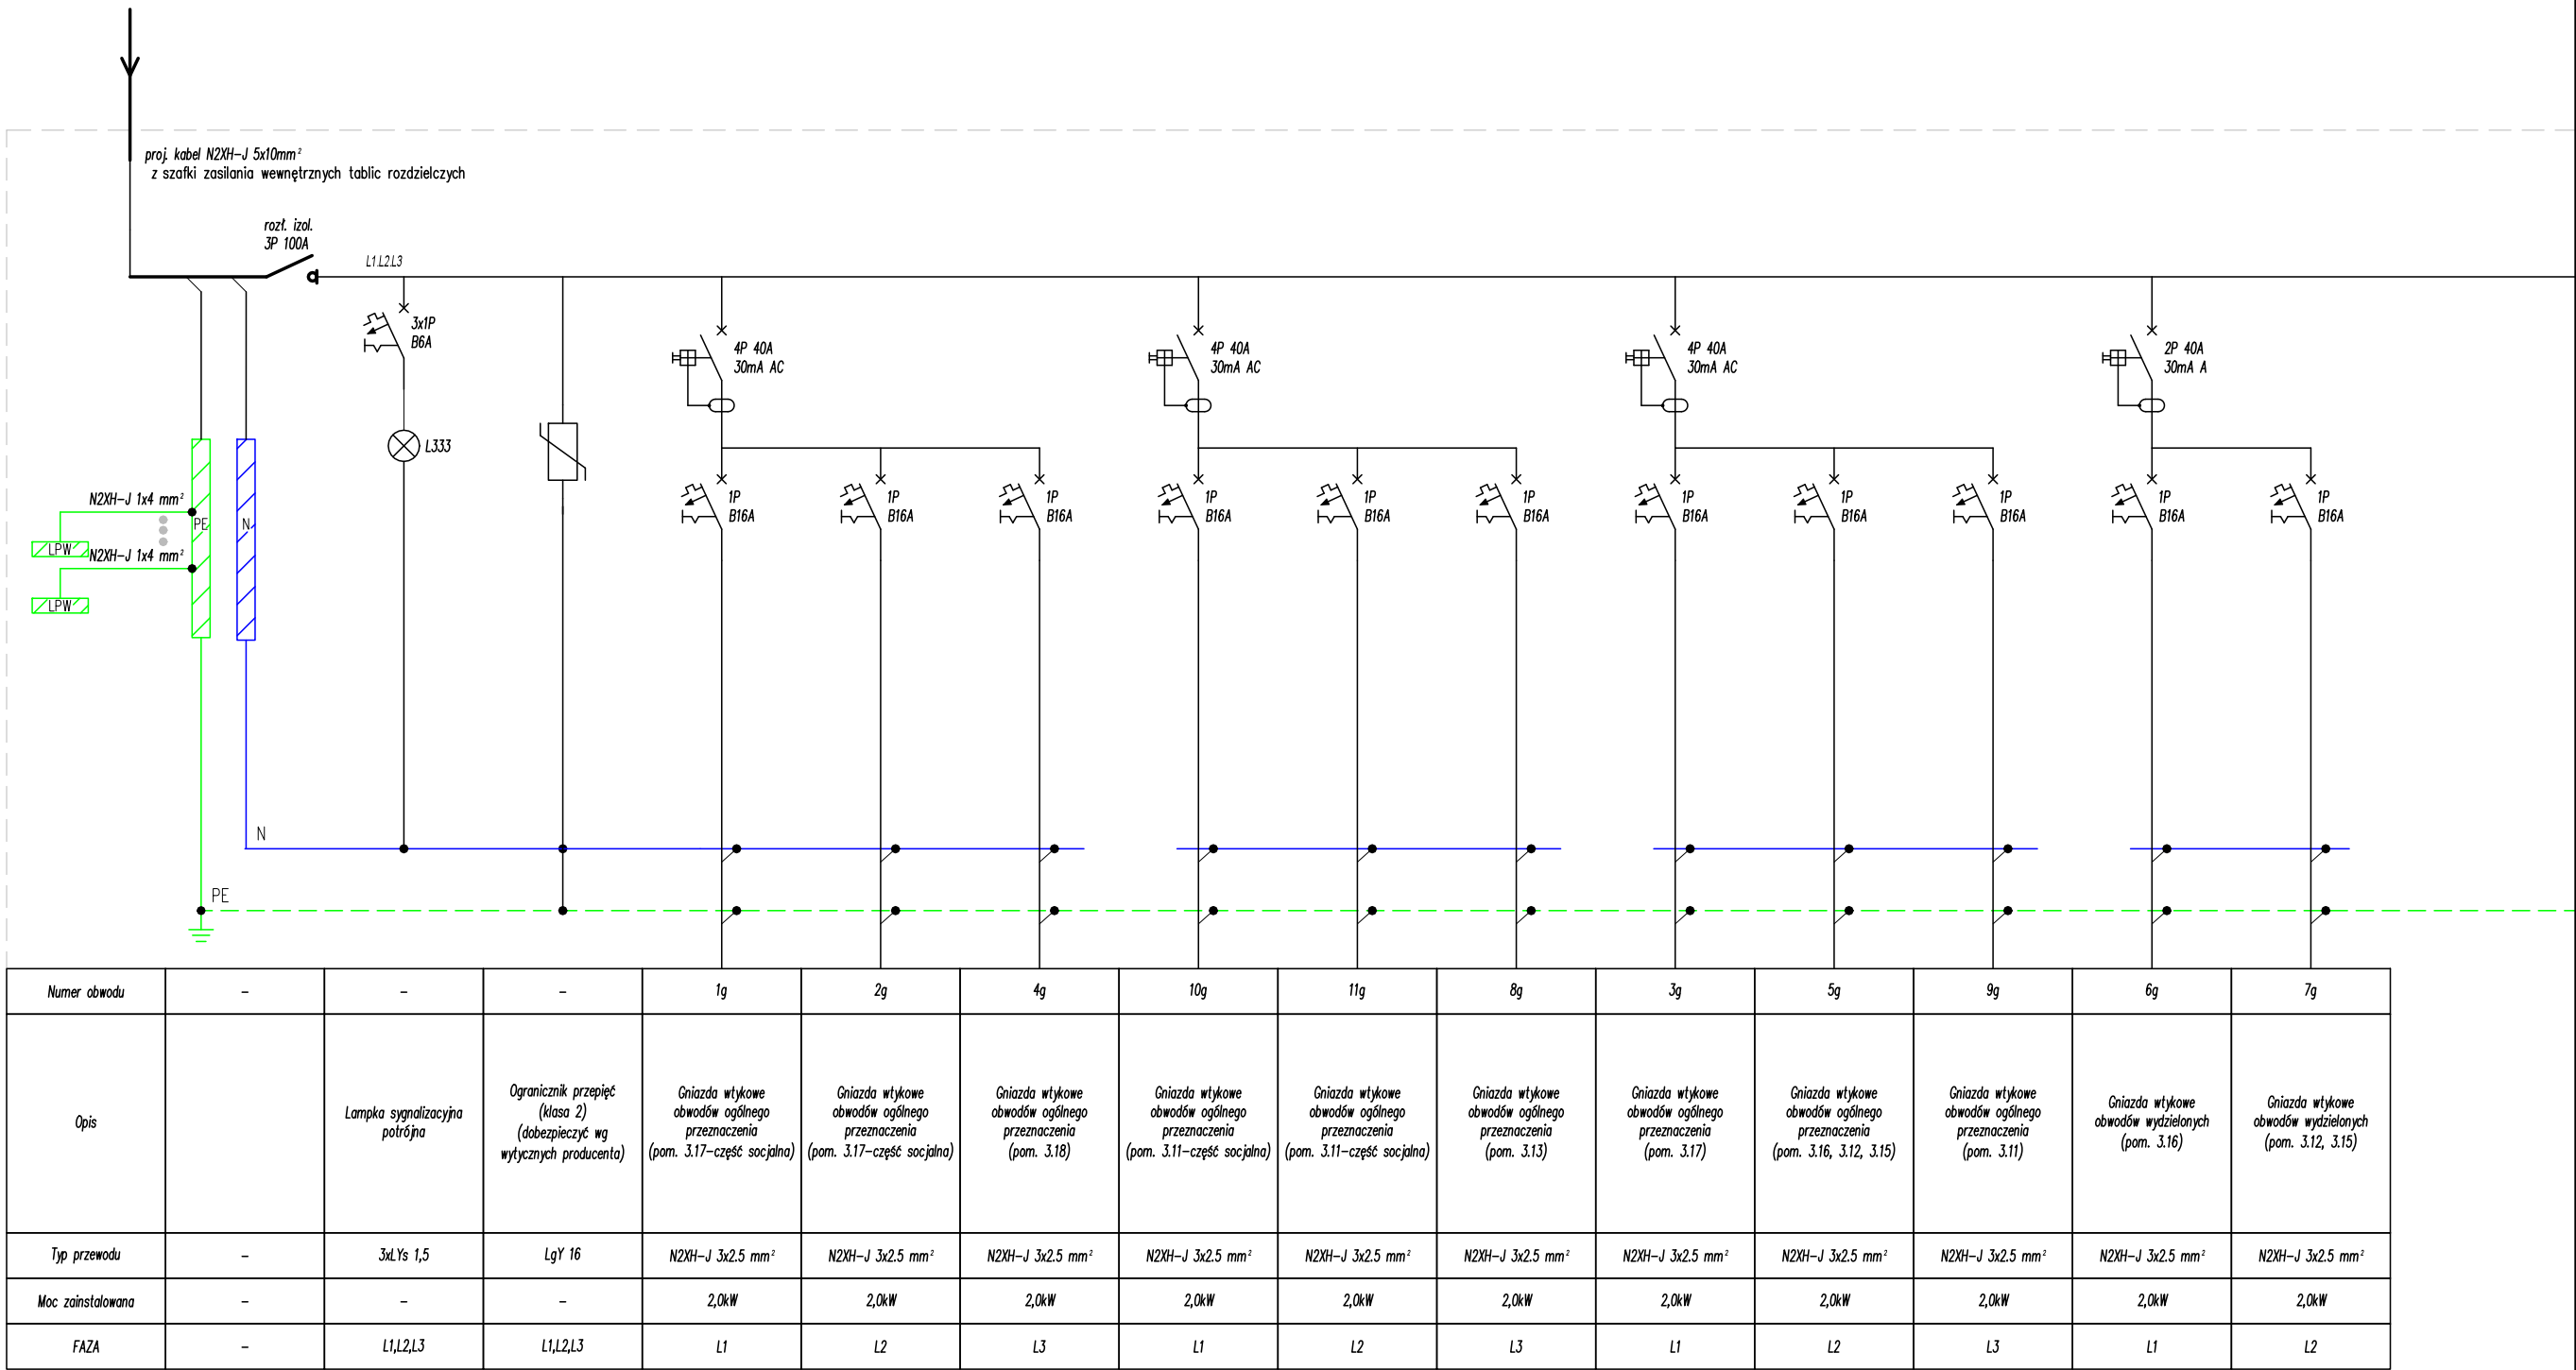 proj. kabel N2XH-J 5x10mm²
z szafki zasilania wewnętrznych tablic rozdzielczych
rozł. izol.
3P 100A
L1.L2.L3
3x1P
B6A
L333
4P 40A
30mA AC
4P 40A
30mA AC
4P 40A
30mA AC
2P 40A
30mA A
1P
B16A
1P
B16A
1P
B16A
1P
B16A
1P
B16A
1P
B16A
1P
B16A
1P
B16A
1P
B16A
1P
B16A
1P
B16A
N2XH-J 1x4 mm²
PE
N
LPW
N2XH-J 1x4 mm²
LPW
N
PE
Numer obwodu - - - 1g 2g 4g 10g 11g 8g 3g 5g 9g 6g 7g
Opis
Lampka sygnalizacyjna
potrójna
Ogranicznik przepięć
(klasa 2)
(dobezpieczyć wg
wytycznych producenta)
Gniazda wtykowe
obwodów ogólnego
przeznaczenia
(pom. 3.17-część socjalna)
Gniazda wtykowe
obwodów ogólnego
przeznaczenia
(pom. 3.17-część socjalna)
Gniazda wtykowe
obwodów ogólnego
przeznaczenia
(pom. 3.18)
Gniazda wtykowe
obwodów ogólnego
przeznaczenia
(pom. 3.11-część socjalna)
Gniazda wtykowe
obwodów ogólnego
przeznaczenia
(pom. 3.11-część socjalna)
Gniazda wtykowe
obwodów ogólnego
przeznaczenia
(pom. 3.13)
Gniazda wtykowe
obwodów ogólnego
przeznaczenia
(pom. 3.17)
Gniazda wtykowe
obwodów ogólnego
przeznaczenia
(pom. 3.16, 3.12, 3.15)
Gniazda wtykowe
obwodów ogólnego
przeznaczenia
(pom. 3.11)
Gniazda wtykowe
obwodów wydzielonych
(pom. 3.16)
Gniazda wtykowe
obwodów wydzielonych
(pom. 3.12, 3.15)
Typ przewodu - 3xLYs 1,5 LgY 16 N2XH-J 3x2.5 mm² N2XH-J 3x2.5 mm² N2XH-J 3x2.5 mm² N2XH-J 3x2.5 mm² N2XH-J 3x2.5 mm² N2XH-J 3x2.5 mm² N2XH-J 3x2.5 mm² N2XH-J 3x2.5 mm² N2XH-J 3x2.5 mm² N2XH-J 3x2.5 mm² N2XH-J 3x2.5 mm²
Moc zainstalowana - - - 2,0kW 2,0kW 2,0kW 2,0kW 2,0kW 2,0kW 2,0kW 2,0kW 2,0kW 2,0kW 2,0kW
FAZA - L1,L2,L3 L1,L2,L3 L1 L2 L3 L1 L2 L3 L1 L2 L3 L1 L2